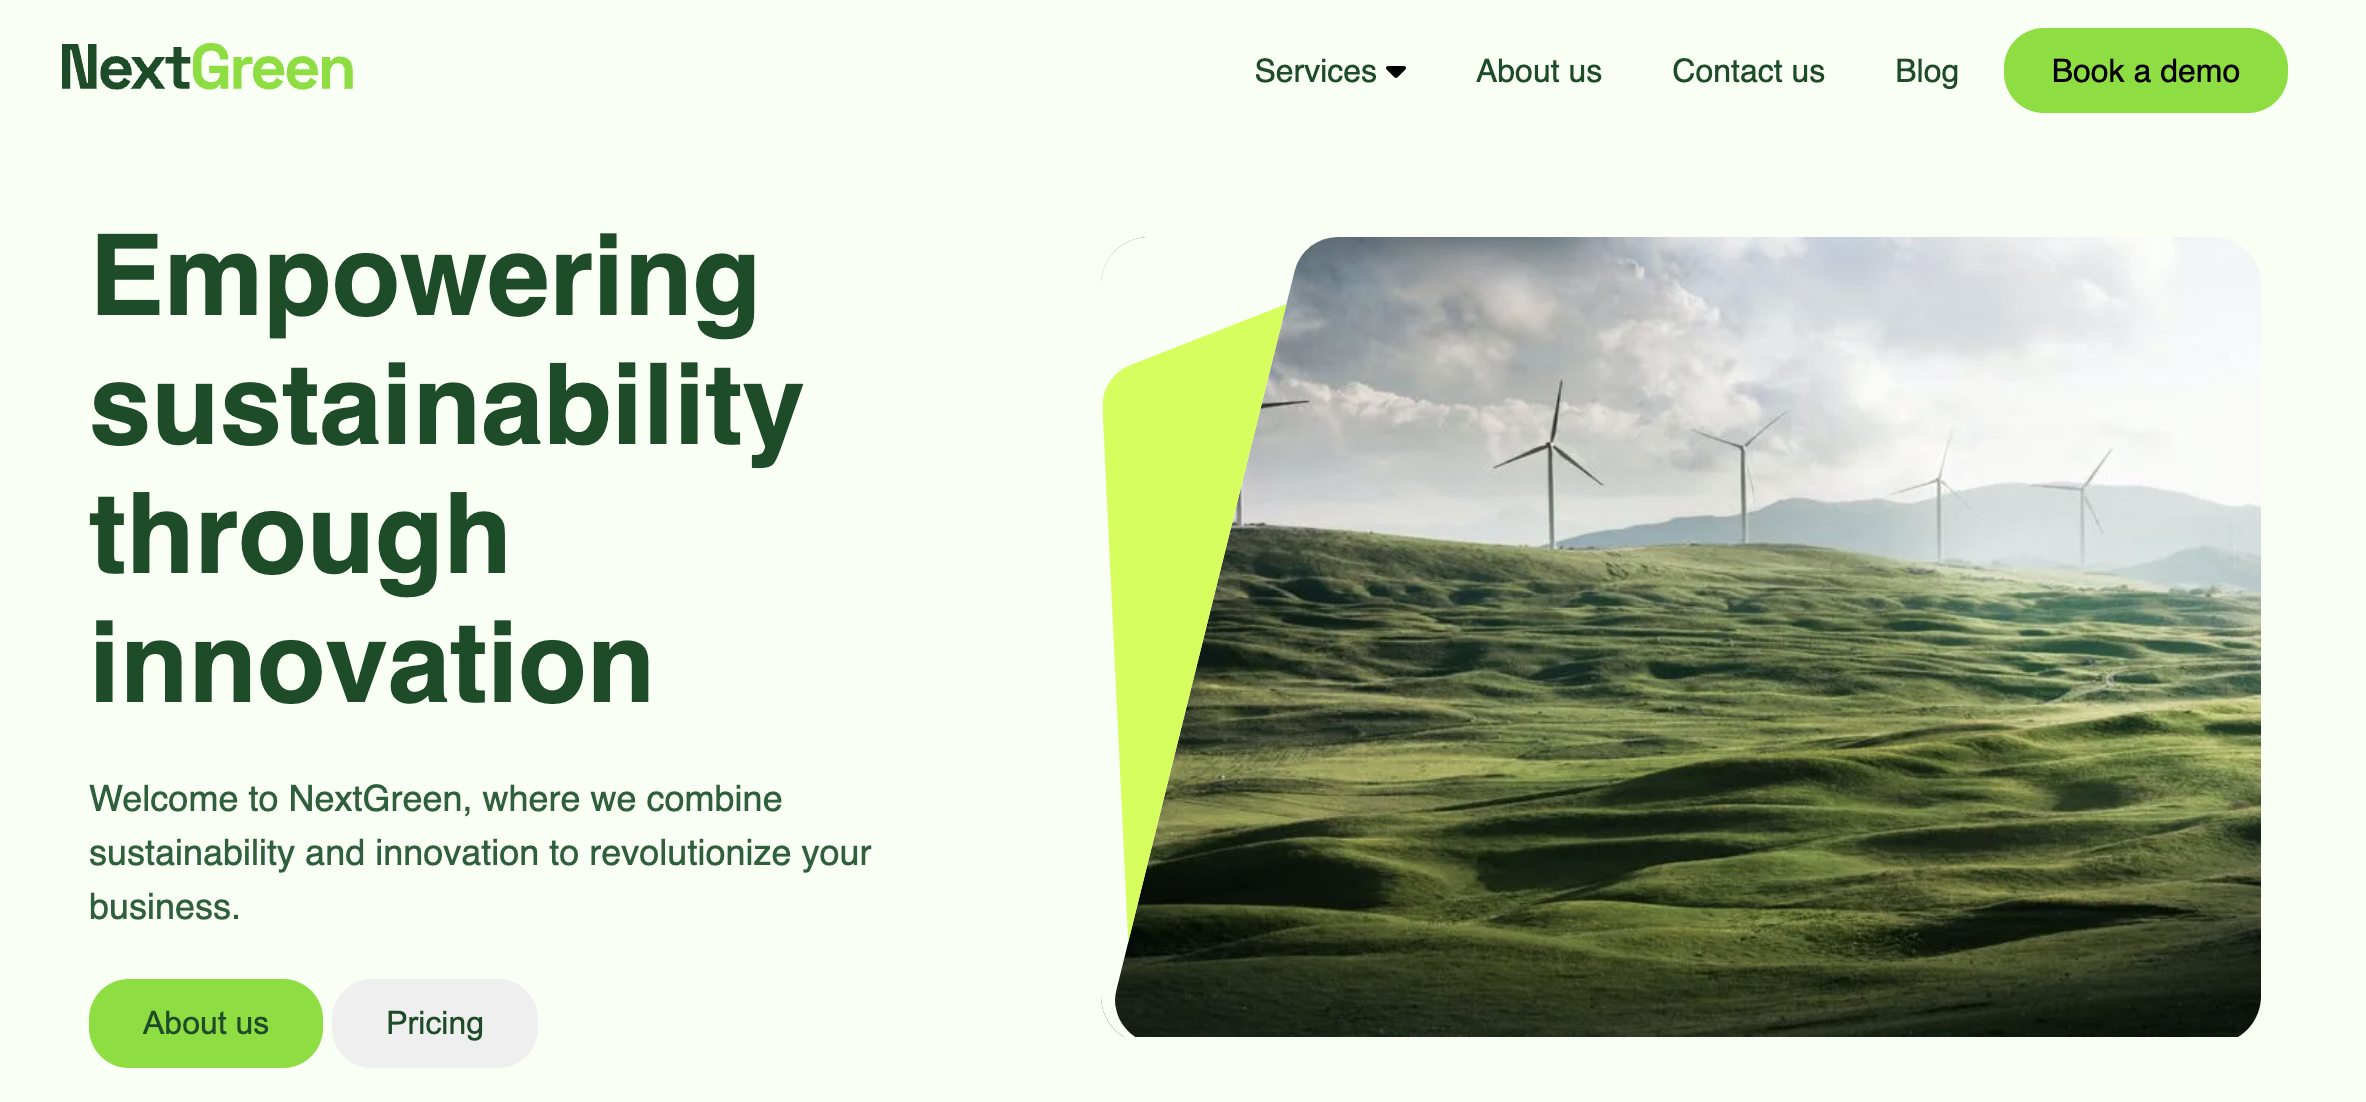 NextGreen
Services
About us
Contact us
Blog
Book a demo
Empowering
sustainability
through
innovation
Welcome to NextGreen, where we combine
sustainability and innovation to revolutionize your
business.
About us
Pricing